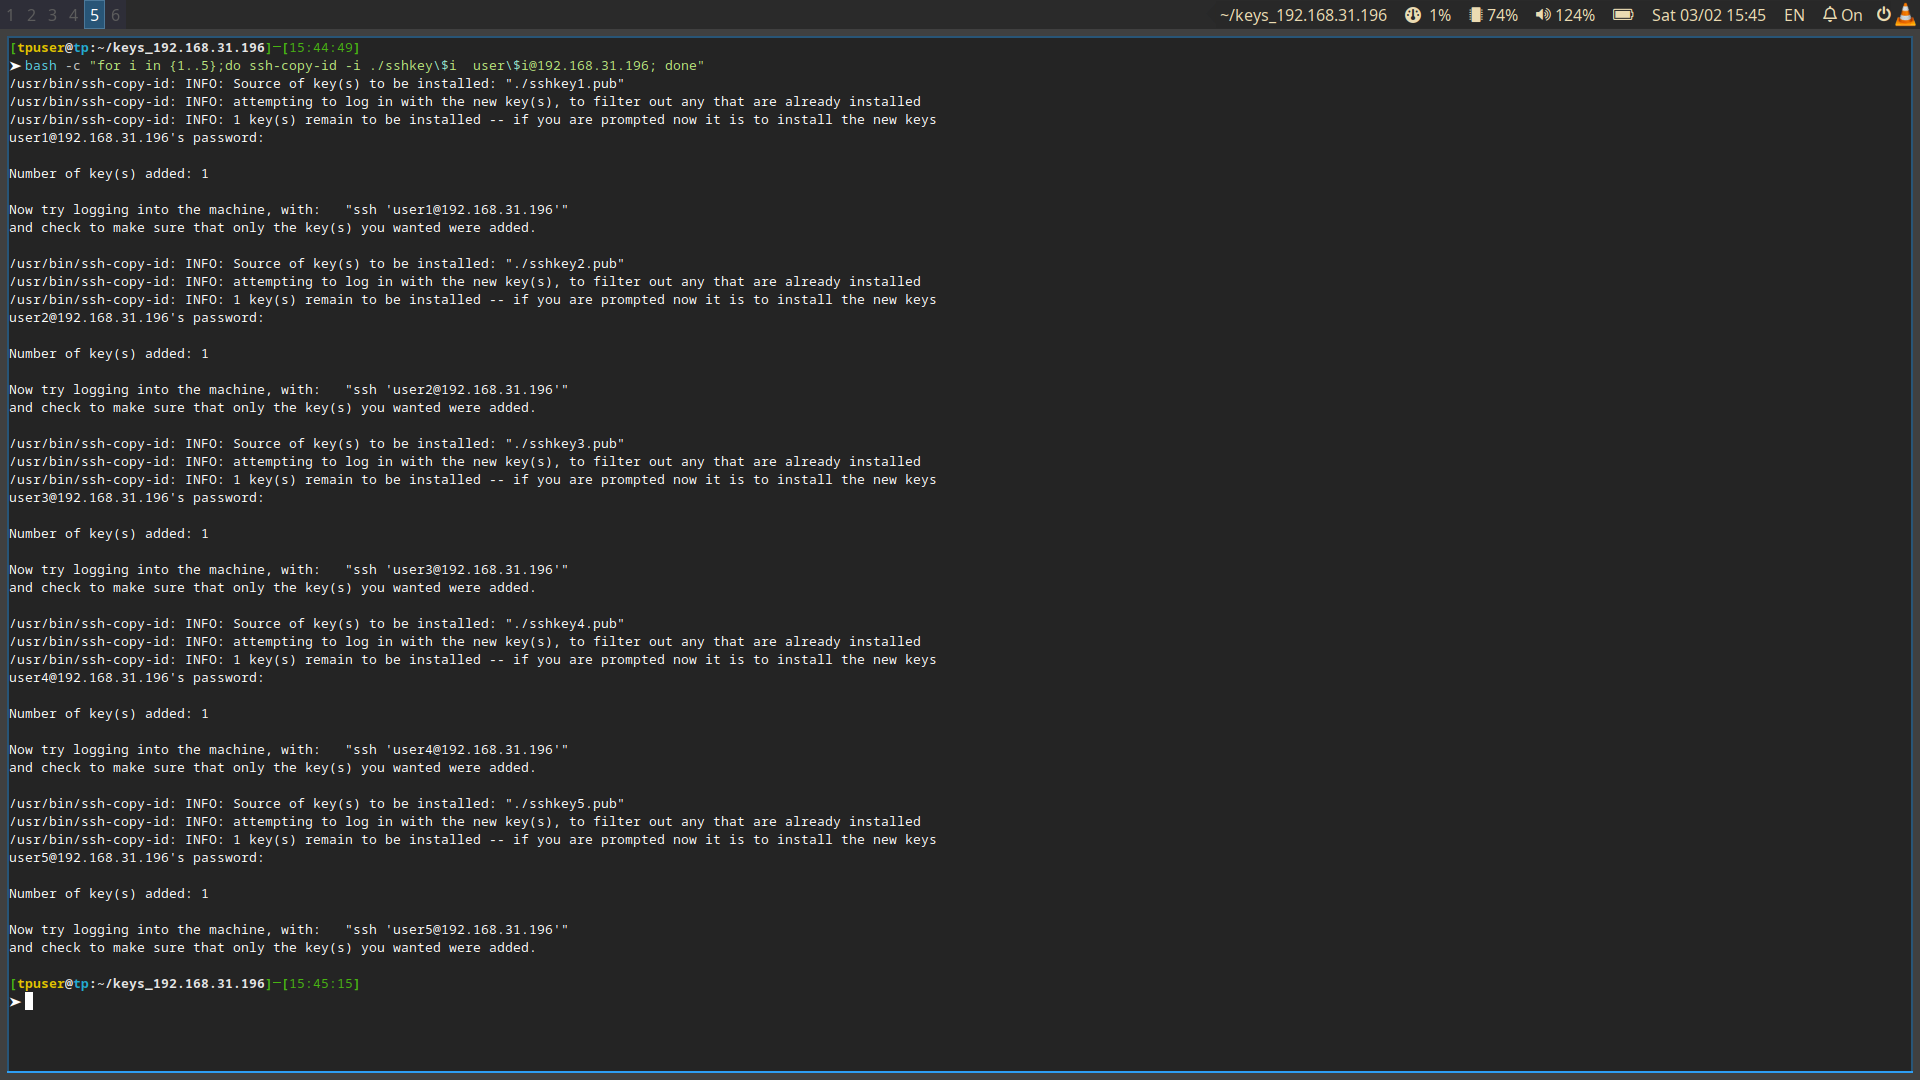 1 2 3 4 5 6 ~/keys_192.168.31.196 1% 74% 124% Sat 03/02 15:45 EN On
[tpuser@tp:~/keys_192.168.31.196]─[15:44:49]
➤ bash -c "for i in {1..5};do ssh-copy-id -i ./sshkey\$i  user\$i@192.168.31.196; done"
/usr/bin/ssh-copy-id: INFO: Source of key(s) to be installed: "./sshkey1.pub"
/usr/bin/ssh-copy-id: INFO: attempting to log in with the new key(s), to filter out any that are already installed
/usr/bin/ssh-copy-id: INFO: 1 key(s) remain to be installed -- if you are prompted now it is to install the new keys
user1@192.168.31.196's password:
Number of key(s) added: 1
Now try logging into the machine, with:   "ssh 'user1@192.168.31.196'"
and check to make sure that only the key(s) you wanted were added.
/usr/bin/ssh-copy-id: INFO: Source of key(s) to be installed: "./sshkey2.pub"
/usr/bin/ssh-copy-id: INFO: attempting to log in with the new key(s), to filter out any that are already installed
/usr/bin/ssh-copy-id: INFO: 1 key(s) remain to be installed -- if you are prompted now it is to install the new keys
user2@192.168.31.196's password:
Number of key(s) added: 1
Now try logging into the machine, with:   "ssh 'user2@192.168.31.196'"
and check to make sure that only the key(s) you wanted were added.
/usr/bin/ssh-copy-id: INFO: Source of key(s) to be installed: "./sshkey3.pub"
/usr/bin/ssh-copy-id: INFO: attempting to log in with the new key(s), to filter out any that are already installed
/usr/bin/ssh-copy-id: INFO: 1 key(s) remain to be installed -- if you are prompted now it is to install the new keys
user3@192.168.31.196's password:
Number of key(s) added: 1
Now try logging into the machine, with:   "ssh 'user3@192.168.31.196'"
and check to make sure that only the key(s) you wanted were added.
/usr/bin/ssh-copy-id: INFO: Source of key(s) to be installed: "./sshkey4.pub"
/usr/bin/ssh-copy-id: INFO: attempting to log in with the new key(s), to filter out any that are already installed
/usr/bin/ssh-copy-id: INFO: 1 key(s) remain to be installed -- if you are prompted now it is to install the new keys
user4@192.168.31.196's password:
Number of key(s) added: 1
Now try logging into the machine, with:   "ssh 'user4@192.168.31.196'"
and check to make sure that only the key(s) you wanted were added.
/usr/bin/ssh-copy-id: INFO: Source of key(s) to be installed: "./sshkey5.pub"
/usr/bin/ssh-copy-id: INFO: attempting to log in with the new key(s), to filter out any that are already installed
/usr/bin/ssh-copy-id: INFO: 1 key(s) remain to be installed -- if you are prompted now it is to install the new keys
user5@192.168.31.196's password:
Number of key(s) added: 1
Now try logging into the machine, with:   "ssh 'user5@192.168.31.196'"
and check to make sure that only the key(s) you wanted were added.
[tpuser@tp:~/keys_192.168.31.196]─[15:45:15]
➤